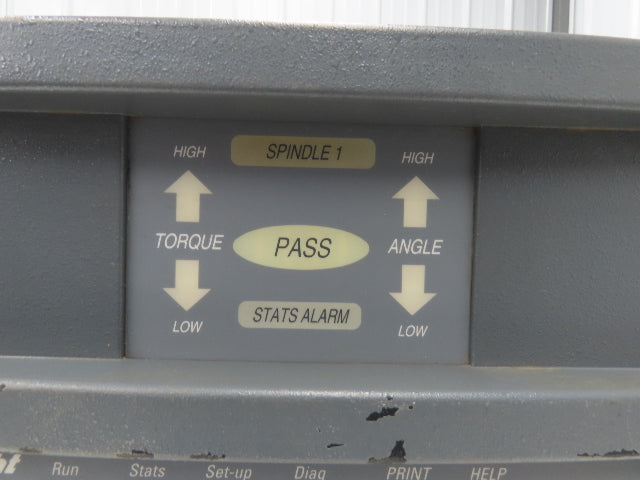 HIGH SPINDLE 1 HIGH
TORQUE PASS ANGLE
LOW STATS ALARM LOW
Run Stats Set-up Diag PRINT HELP